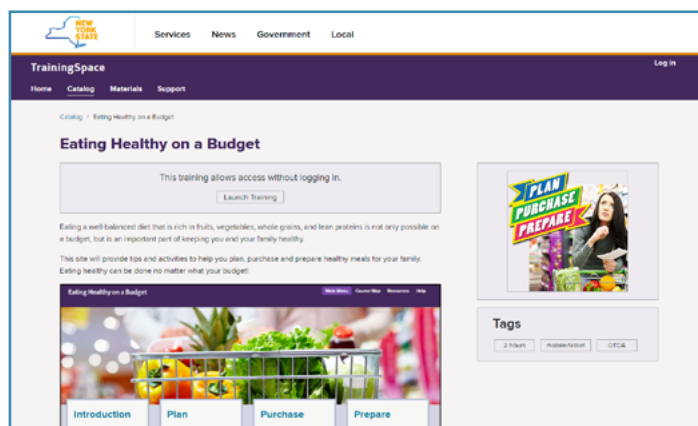 NEW
YORK
STATE
Services News Government Local
TrainingSpace
Log in
Home Catalog Materials Support
Catalog / Eating Healthy on a Budget
Eating Healthy on a Budget
This training allows access without logging in.
Launch Training
Eating a well-balanced diet that is rich in fruits, vegetables, whole grains, and lean proteins is not only possible on
a budget, but is an important part of keeping you and your family healthy.
This site will provide tips and activities to help you plan, purchase and prepare healthy meals for your family.
Eating healthy can be done no matter what your budget!
Eating Healthy on a Budget
Main Menu Course Map Resources Help
Introduction Plan Purchase Prepare
PLAN
PURCHASE
PREPARE
Tags
2 hours mobile/tablet OTDA